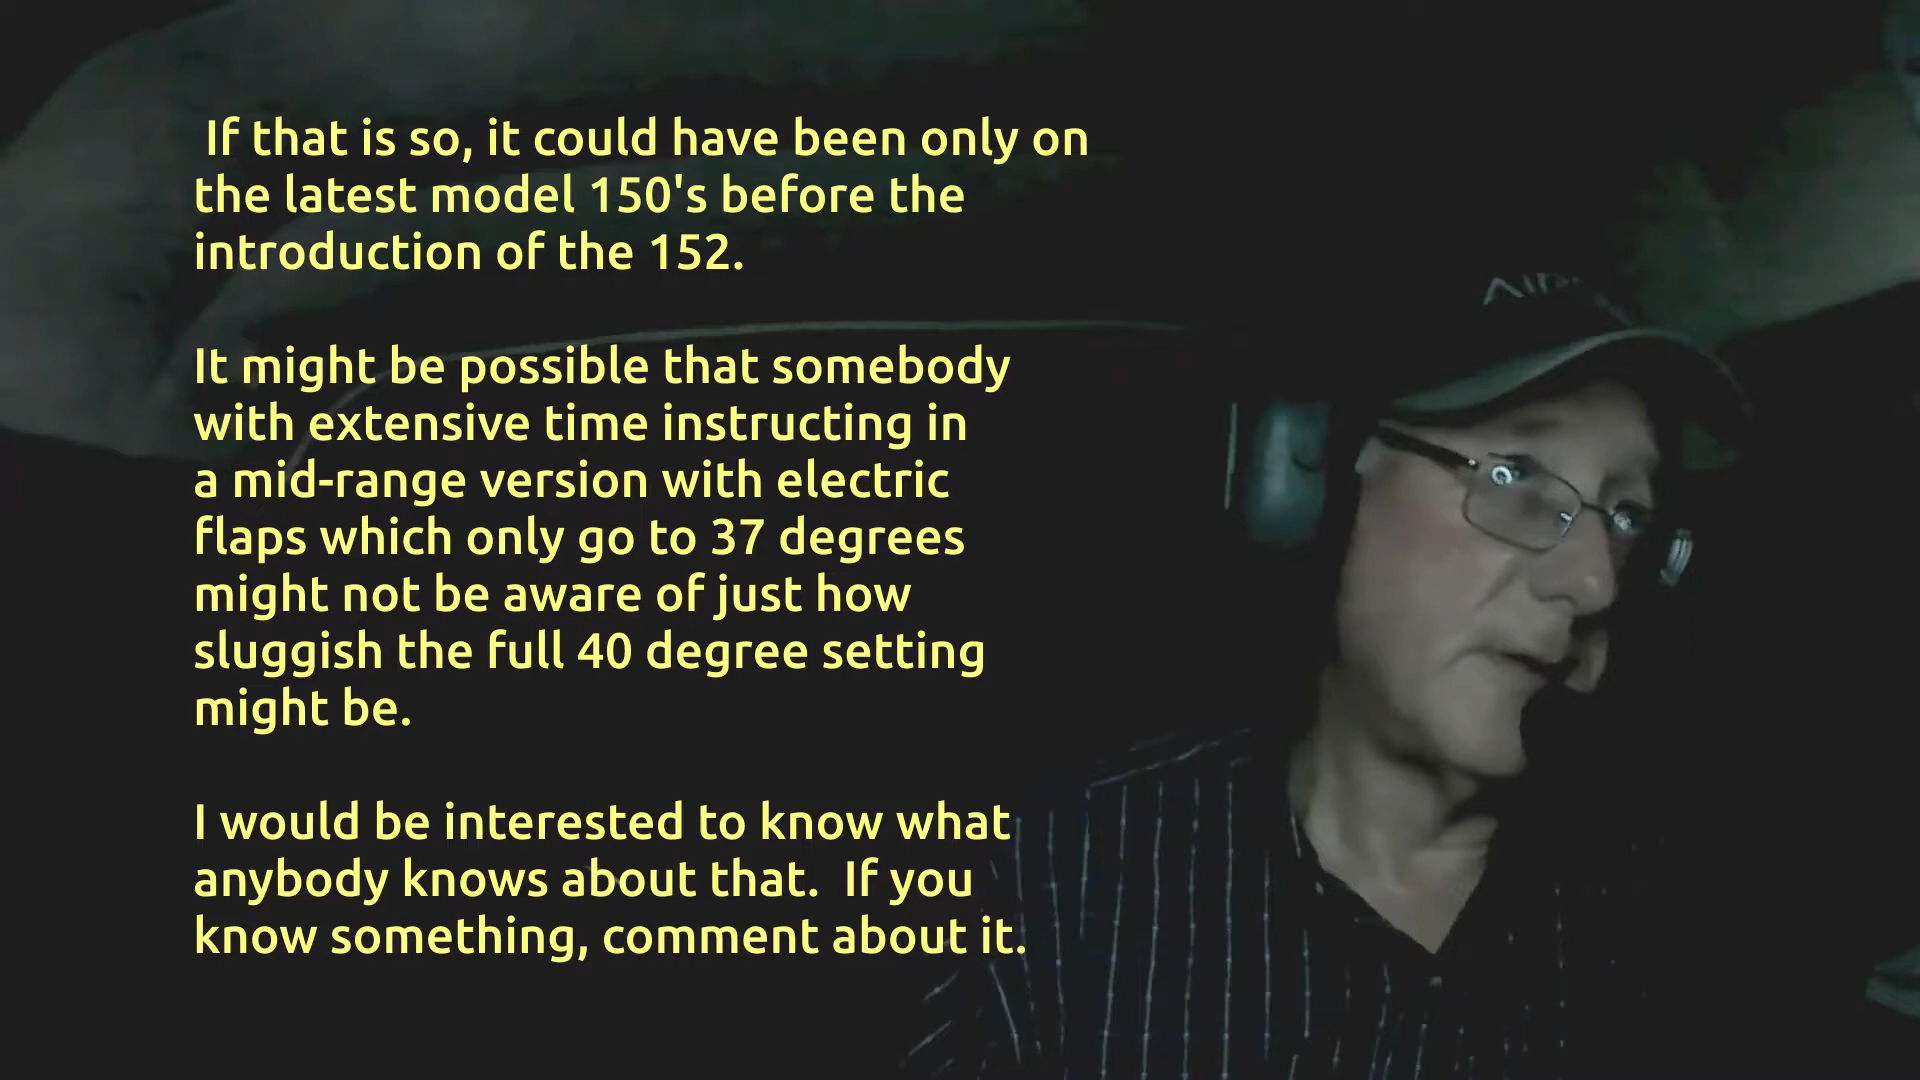 If that is so, it could have been only on
the latest model 150's before the
introduction of the 152.
It might be possible that somebody
with extensive time instructing in
a mid-range version with electric
flaps which only go to 37 degrees
might not be aware of just how
sluggish the full 40 degree setting
might be.
I would be interested to know what
anybody knows about that.  If you
know something, comment about it.